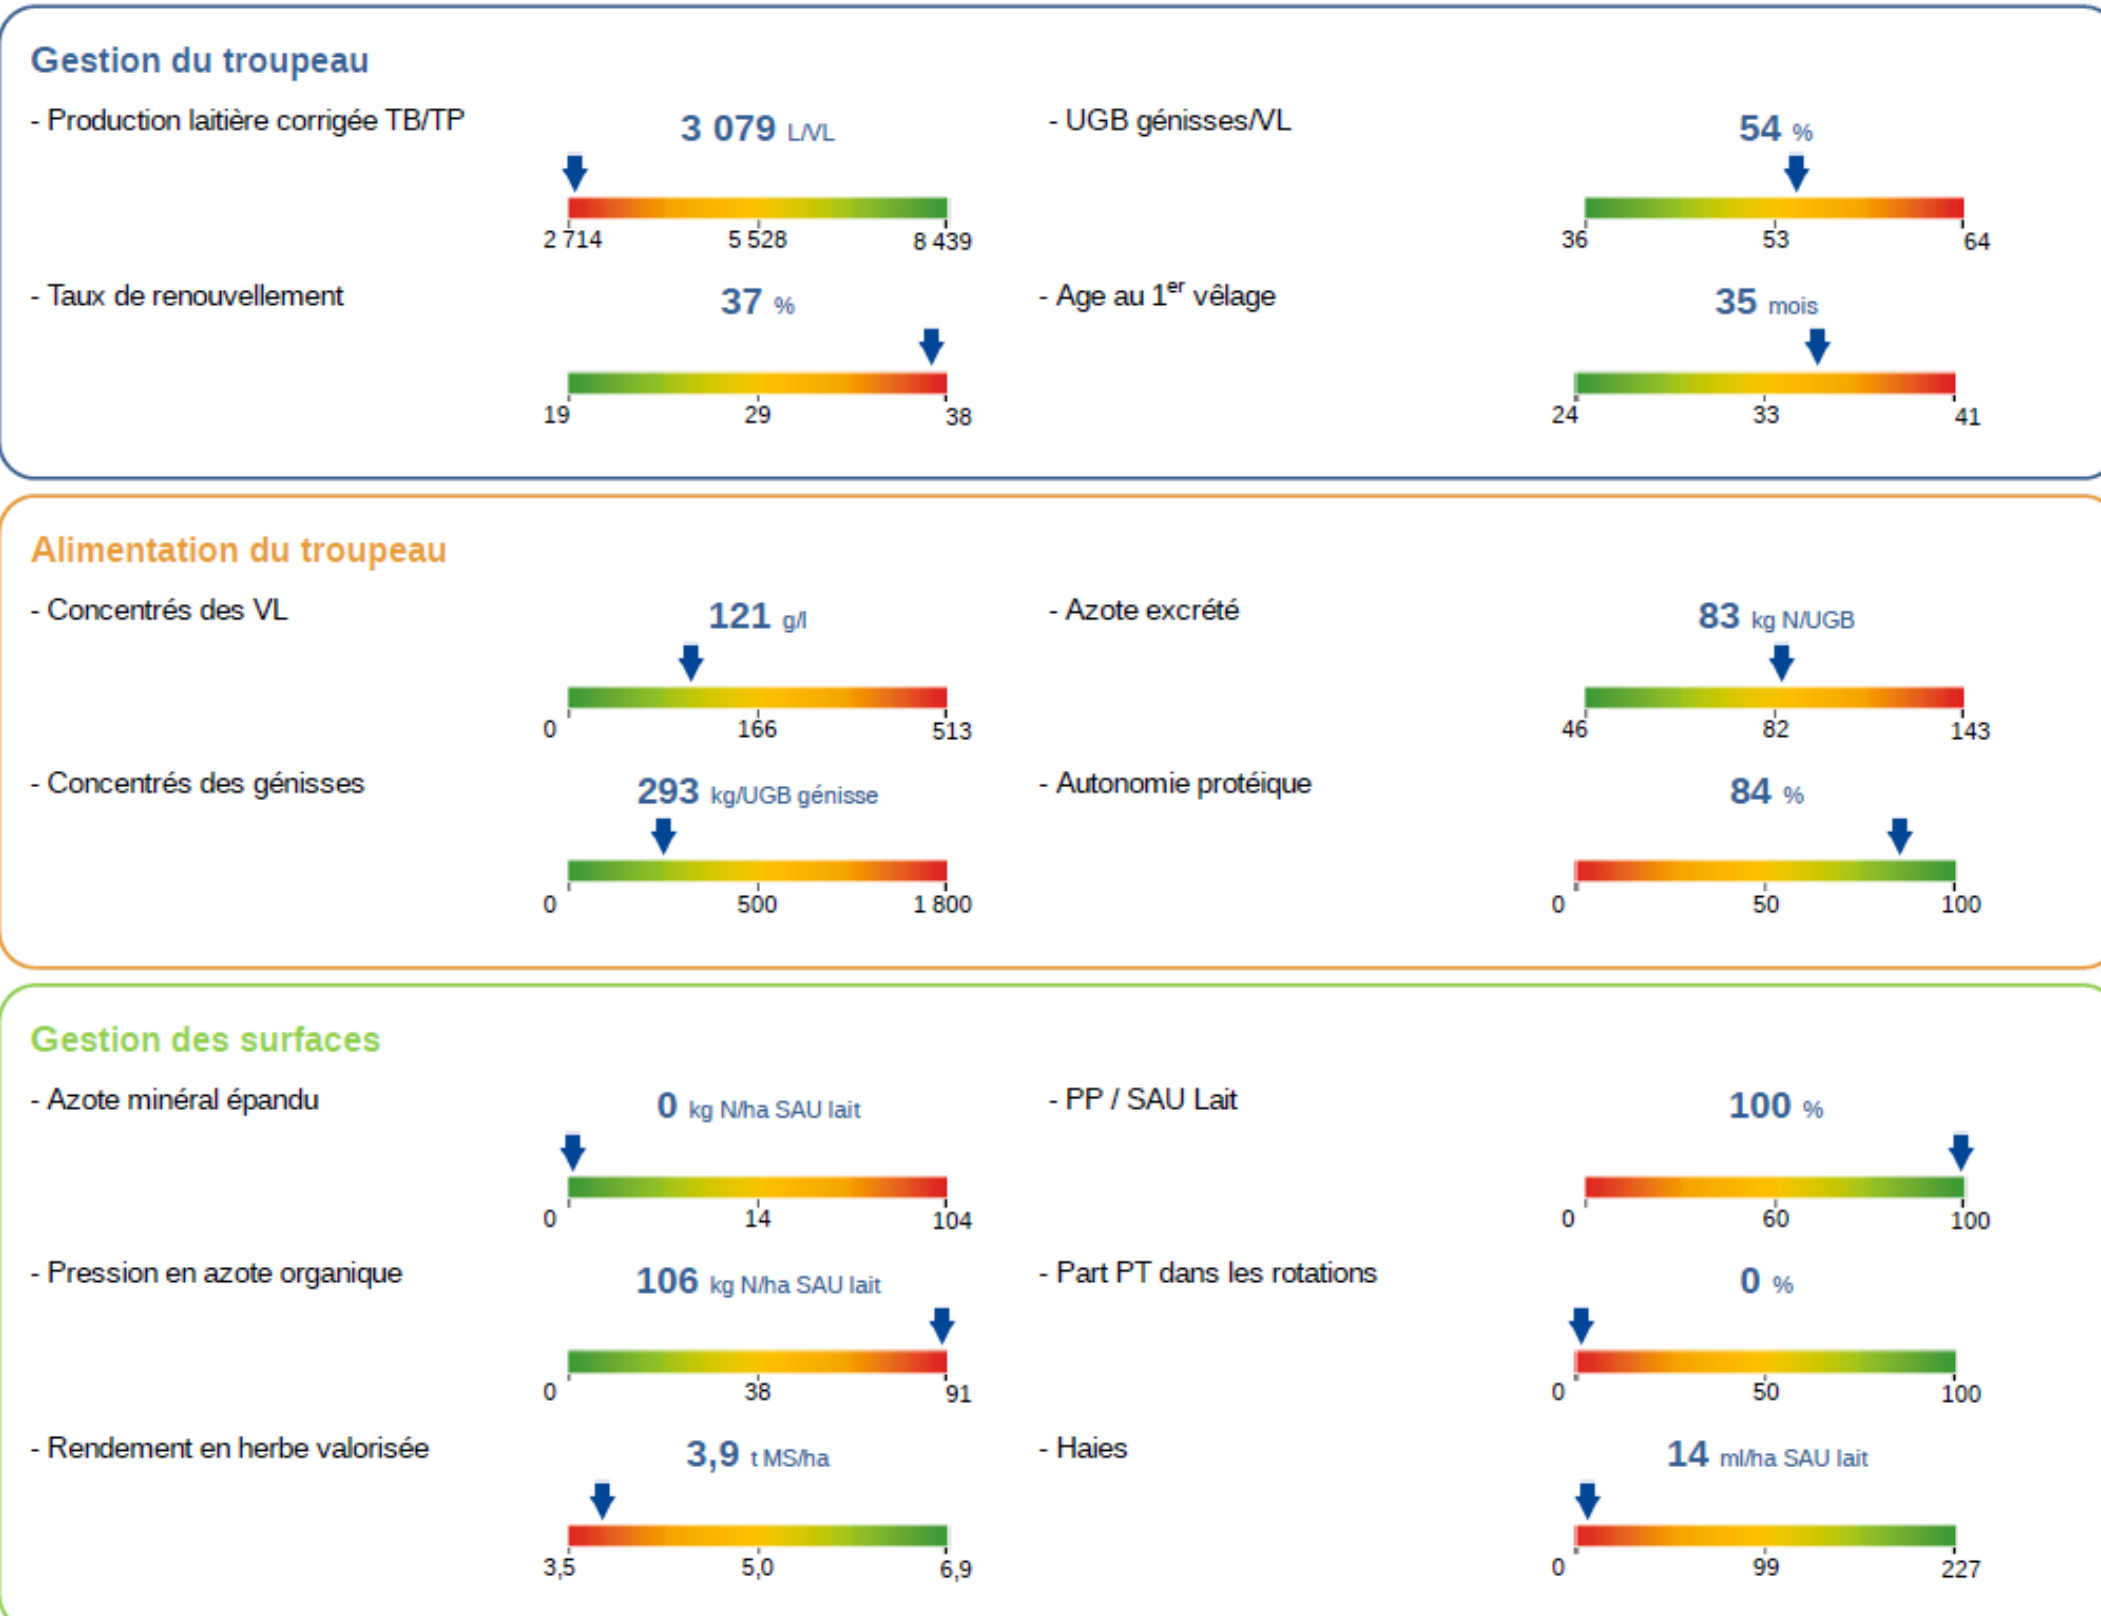 Gestion du troupeau
- Production laitière corrigée TB/TP 3 079 L/VL - UGB génisses/VL 54 %
2 714 5 528 8 439 36 53 64
- Taux de renouvellement 37 % - Age au 1er vêlage 35 mois
19 29 38 24 33 41
Alimentation du troupeau
- Concentrés des VL 121 g/l - Azote excrété 83 kg N/UGB
0 166 513 46 82 143
- Concentrés des génisses 293 kg/UGB génisse - Autonomie protéique 84 %
0 500 1 800 0 50 100
Gestion des surfaces
- Azote minéral épandu 0 kg N/ha SAU lait - PP / SAU Lait 100 %
0 14 104 0 60 100
- Pression en azote organique 106 kg N/ha SAU lait - Part PT dans les rotations 0 %
0 38 91 0 50 100
- Rendement en herbe valorisée 3,9 t MS/ha - Haies 14 ml/ha SAU lait
3,5 5,0 6,9 0 99 227